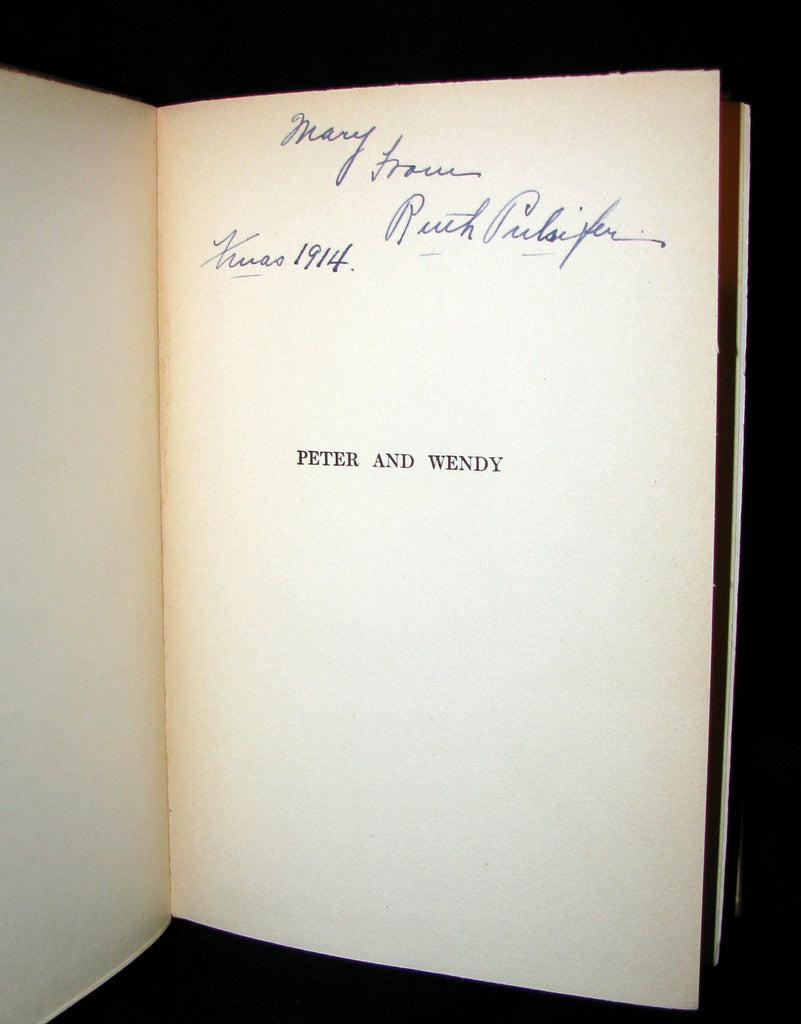 Mary
From
Ruth Pulsifer
Xmas 1914.
PETER AND WENDY